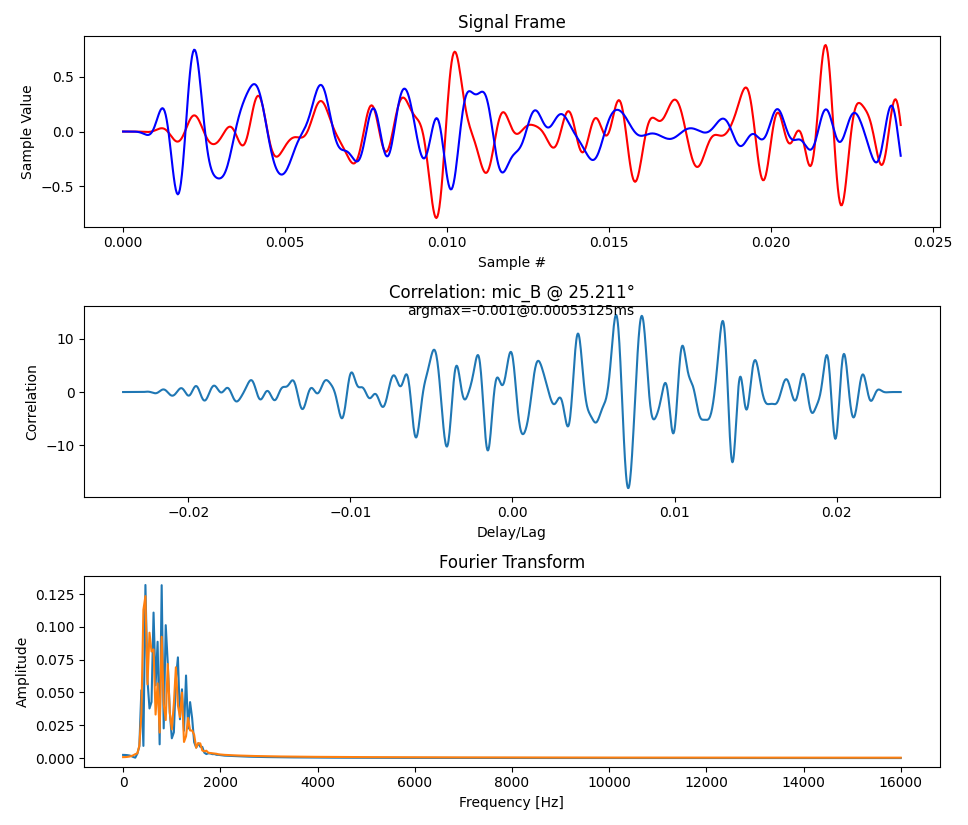 Signal Frame
Sample Value
0.5
0.0
−0.5
0.000 0.005 0.010 0.015 0.020 0.025
Sample #
Correlation: mic_B @ 25.211°
argmax=-0.001@0.00053125ms
Correlation
10
0
−10
−0.02 −0.01 0.00 0.01 0.02
Delay/Lag
Fourier Transform
Amplitude
0.125
0.100
0.075
0.050
0.025
0.000
0 2000 4000 6000 8000 10000 12000 14000 16000
Frequency [Hz]